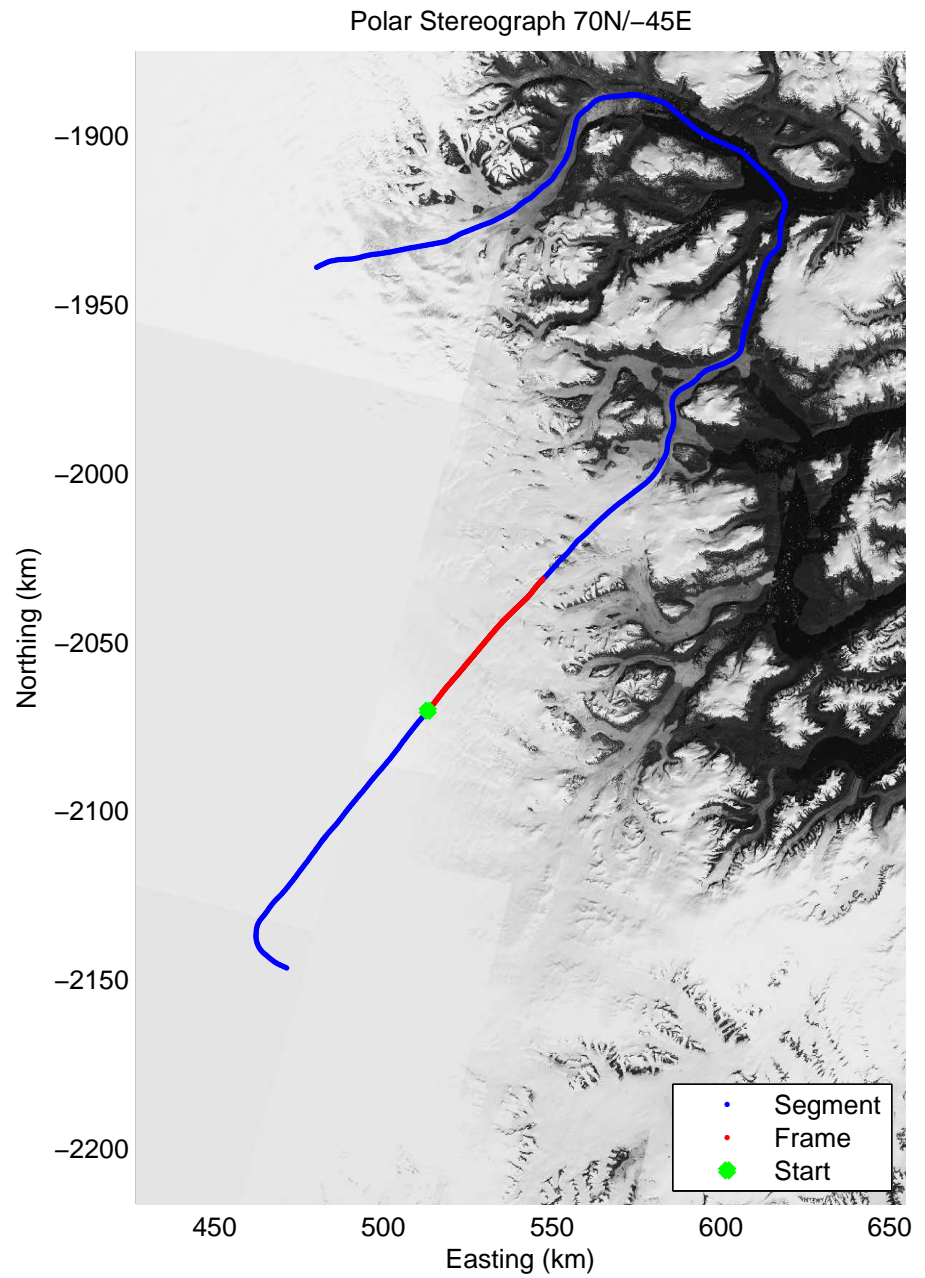 Polar Stereograph 70N/−45E
−1900
−1950
−2000
−2050
−2100
−2150
−2200
Northing (km)
Segment
Frame
Start
450 500 550 600 650
Easting (km)